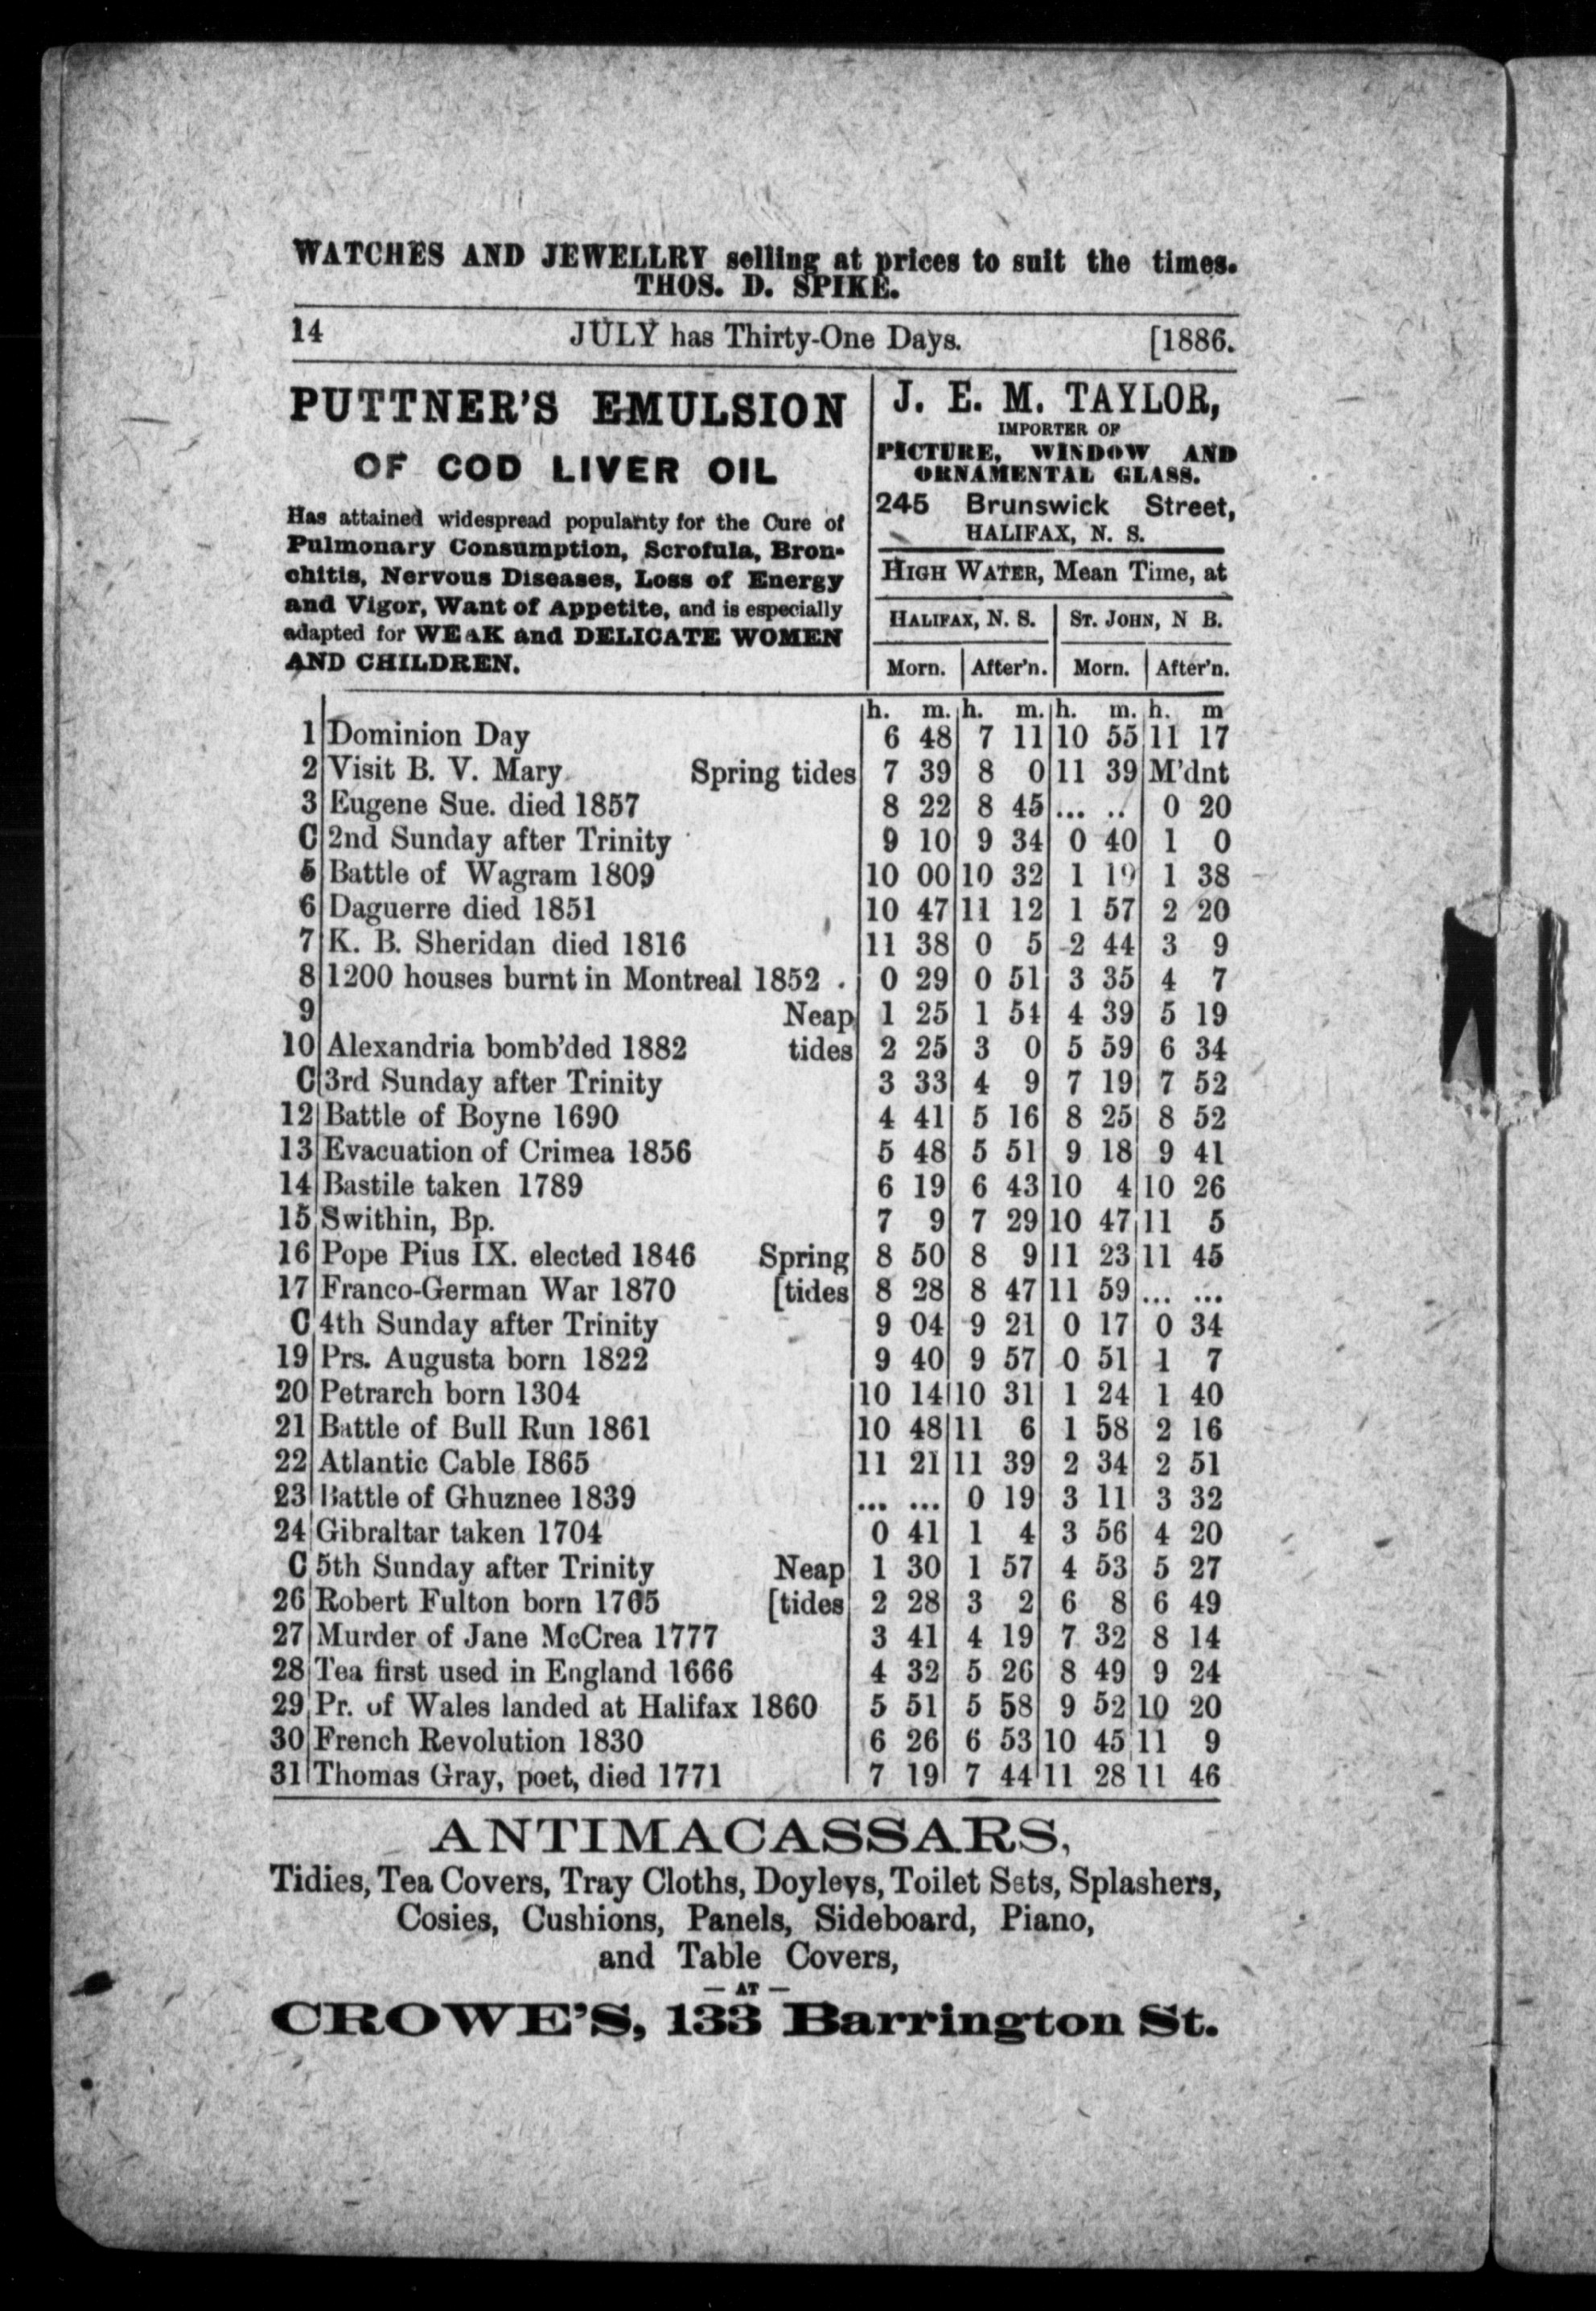 WATCHES AND JEWELLRY selling at prices to suit the times.
THOS. D. SPIKE.
14 JULY has Thirty-One Days. [1886.
PUTTNER'S EMULSION
OF COD LIVER OIL
Has attained widespread popularity for the Cure of
Pulmonary Consumption, Scrofula, Bron-
chitis, Nervous Diseases, Loss of Energy
and Vigor, Want of Appetite, and is especially
adapted for WEAK and DELICATE WOMEN
AND CHILDREN.
J. E. M. TAYLOR,
IMPORTER OF
PICTURE, WINDOW AND
ORNAMENTAL GLASS.
245 Brunswick Street,
HALIFAX, N. S.
HIGH WATER, Mean Time, at
HALIFAX, N. S. ST. JOHN, N B.
Morn. After'n. Morn. After'n.
h. m. h. m. h. m. h. m
1 Dominion Day 6 48 7 11 10 55 11 17
2 Visit B. V. Mary Spring tides 7 39 8 0 11 39 M'dnt
3 Eugene Sue. died 1857 8 22 8 45 ... .. 0 20
C 2nd Sunday after Trinity 9 10 9 34 0 40 1 0
5 Battle of Wagram 1809 10 00 10 32 1 19 1 38
6 Daguerre died 1851 10 47 11 12 1 57 2 20
7 K. B. Sheridan died 1816 11 38 0 5 2 44 3 9
8 1200 houses burnt in Montreal 1852 . 0 29 0 51 3 35 4 7
9 Neap 1 25 1 54 4 39 5 19
10 Alexandria bomb'ded 1882 tides 2 25 3 0 5 59 6 34
C 3rd Sunday after Trinity 3 33 4 9 7 19 7 52
12 Battle of Boyne 1690 4 41 5 16 8 25 8 52
13 Evacuation of Crimea 1856 5 48 5 51 9 18 9 41
14 Bastile taken 1789 6 19 6 43 10 4 10 26
15 Swithin, Bp. 7 9 7 29 10 47 11 5
16 Pope Pius IX. elected 1846 Spring 8 50 8 9 11 23 11 45
17 Franco-German War 1870 [tides 8 28 8 47 11 59 ... ...
C 4th Sunday after Trinity 9 04 9 21 0 17 0 34
19 Prs. Augusta born 1822 9 40 9 57 0 51 1 7
20 Petrarch born 1304 10 14 10 31 1 24 1 40
21 Battle of Bull Run 1861 10 48 11 6 1 58 2 16
22 Atlantic Cable 1865 11 21 11 39 2 34 2 51
23 Battle of Ghuznee 1839 ... ... 0 19 3 11 3 32
24 Gibraltar taken 1704 0 41 1 4 3 56 4 20
C 5th Sunday after Trinity Neap 1 30 1 57 4 53 5 27
26 Robert Fulton born 1765 [tides 2 28 3 2 6 8 6 49
27 Murder of Jane McCrea 1777 3 41 4 19 7 32 8 14
28 Tea first used in England 1666 4 32 5 26 8 49 9 24
29 Pr. of Wales landed at Halifax 1860 5 51 5 58 9 52 10 20
30 French Revolution 1830 6 26 6 53 10 45 11 9
31 Thomas Gray, poet, died 1771 7 19 7 44 11 28 11 46
ANTIMACASSARS,
Tidies, Tea Covers, Tray Cloths, Doyleys, Toilet Sets, Splashers,
Cosies, Cushions, Panels, Sideboard, Piano,
and Table Covers,
— AT —
CROWE'S, 133 Barrington St.